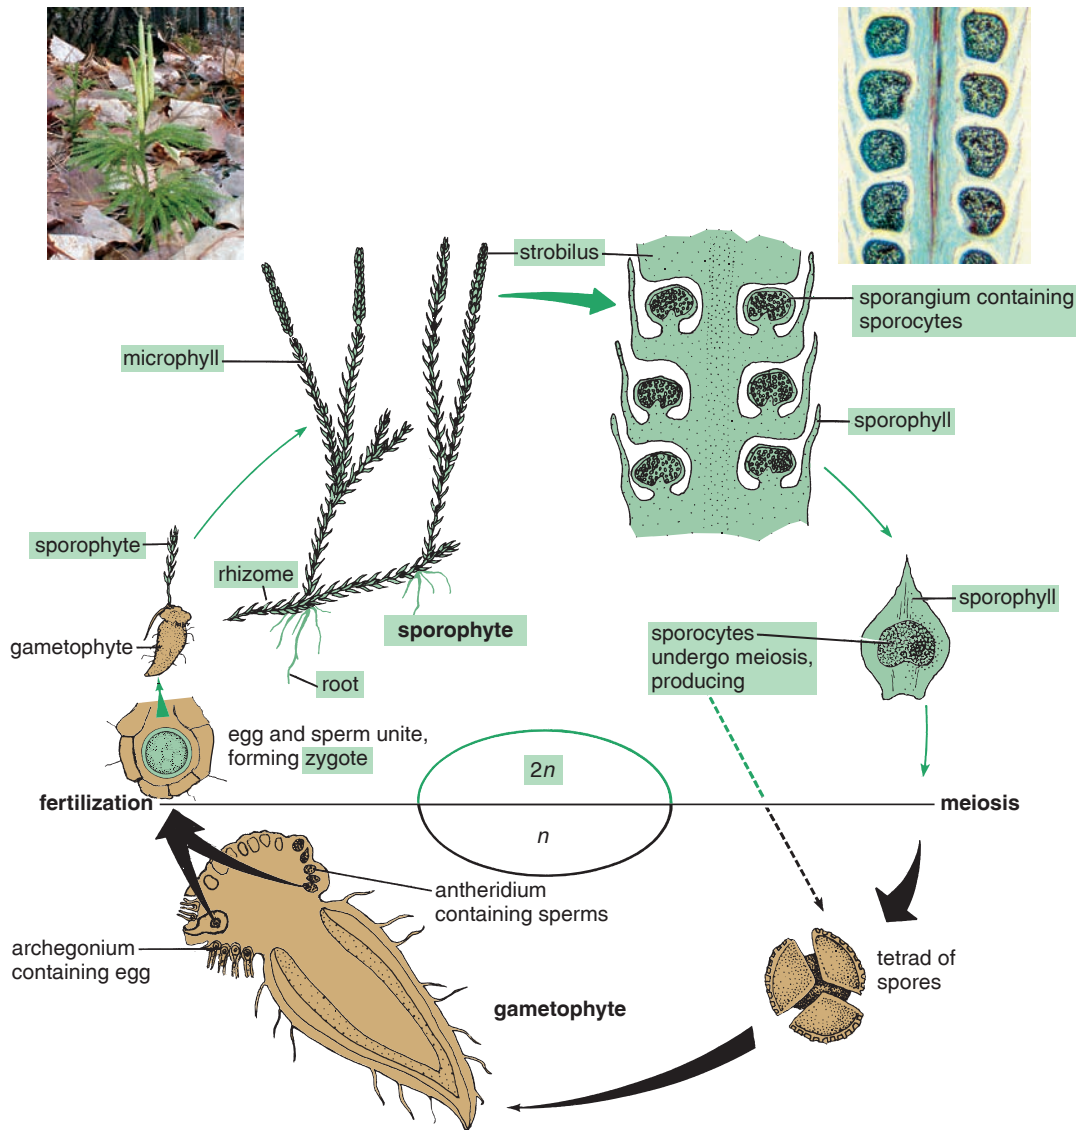 strobilus
sporangium containing
sporocytes
microphyll
sporophyll
sporophyte
rhizome
sporophyll
sporophyte
sporocytes
undergo meiosis,
producing
gametophyte
root
egg and sperm unite,
forming zygote
2n
fertilization
meiosis
n
antheridium
containing sperms
archegonium
containing egg
tetrad of
spores
gametophyte